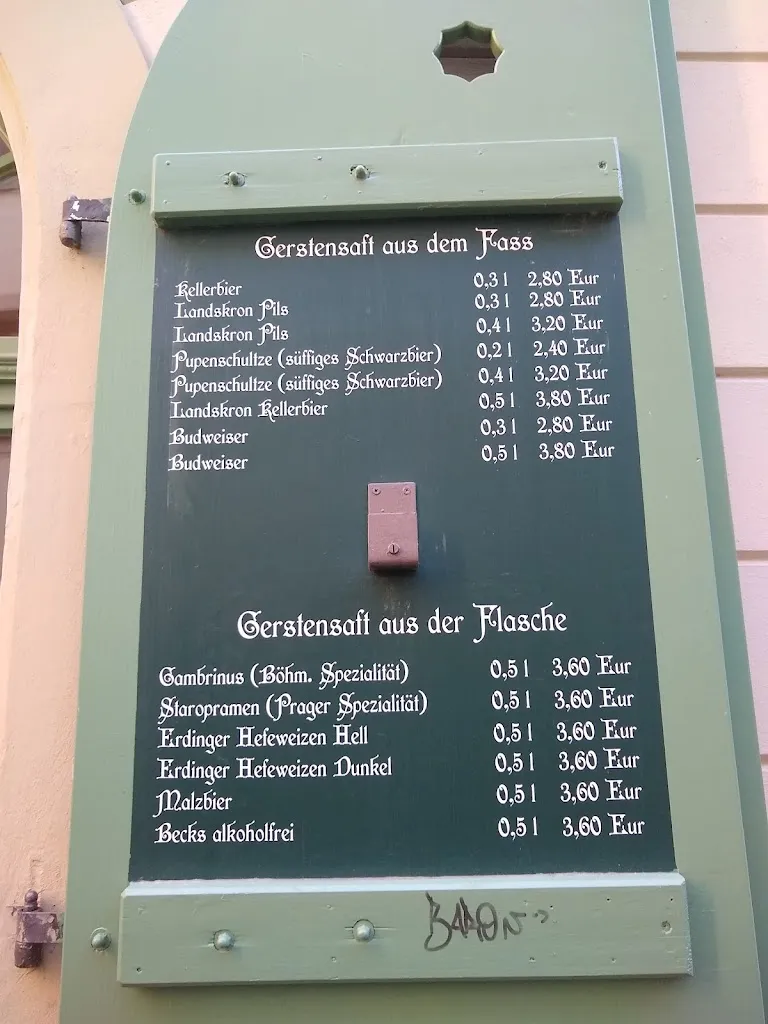 Gerstensaft aus dem Fass
Kellerbier 0,3 l 2,80 Eur
Landskron Pils 0,3 l 2,80 Eur
Landskron Pils 0,4 l 3,20 Eur
Pupenschultze (süffiges Schwarzbier) 0,2 l 2,40 Eur
Pupenschultze (süffiges Schwarzbier) 0,4 l 3,20 Eur
Landskron Kellerbier 0,5 l 3,80 Eur
Budweiser 0,3 l 2,80 Eur
Budweiser 0,5 l 3,80 Eur
Gerstensaft aus der Flasche
Gambrinus (Böhm. Spezialität) 0,5 l 3,60 Eur
Staropramen (Prager Spezialität) 0,5 l 3,60 Eur
Erdinger Hefeweizen Hell 0,5 l 3,60 Eur
Erdinger Hefeweizen Dunkel 0,5 l 3,60 Eur
Malzbier 0,5 l 3,60 Eur
Becks alkoholfrei 0,5 l 3,60 Eur